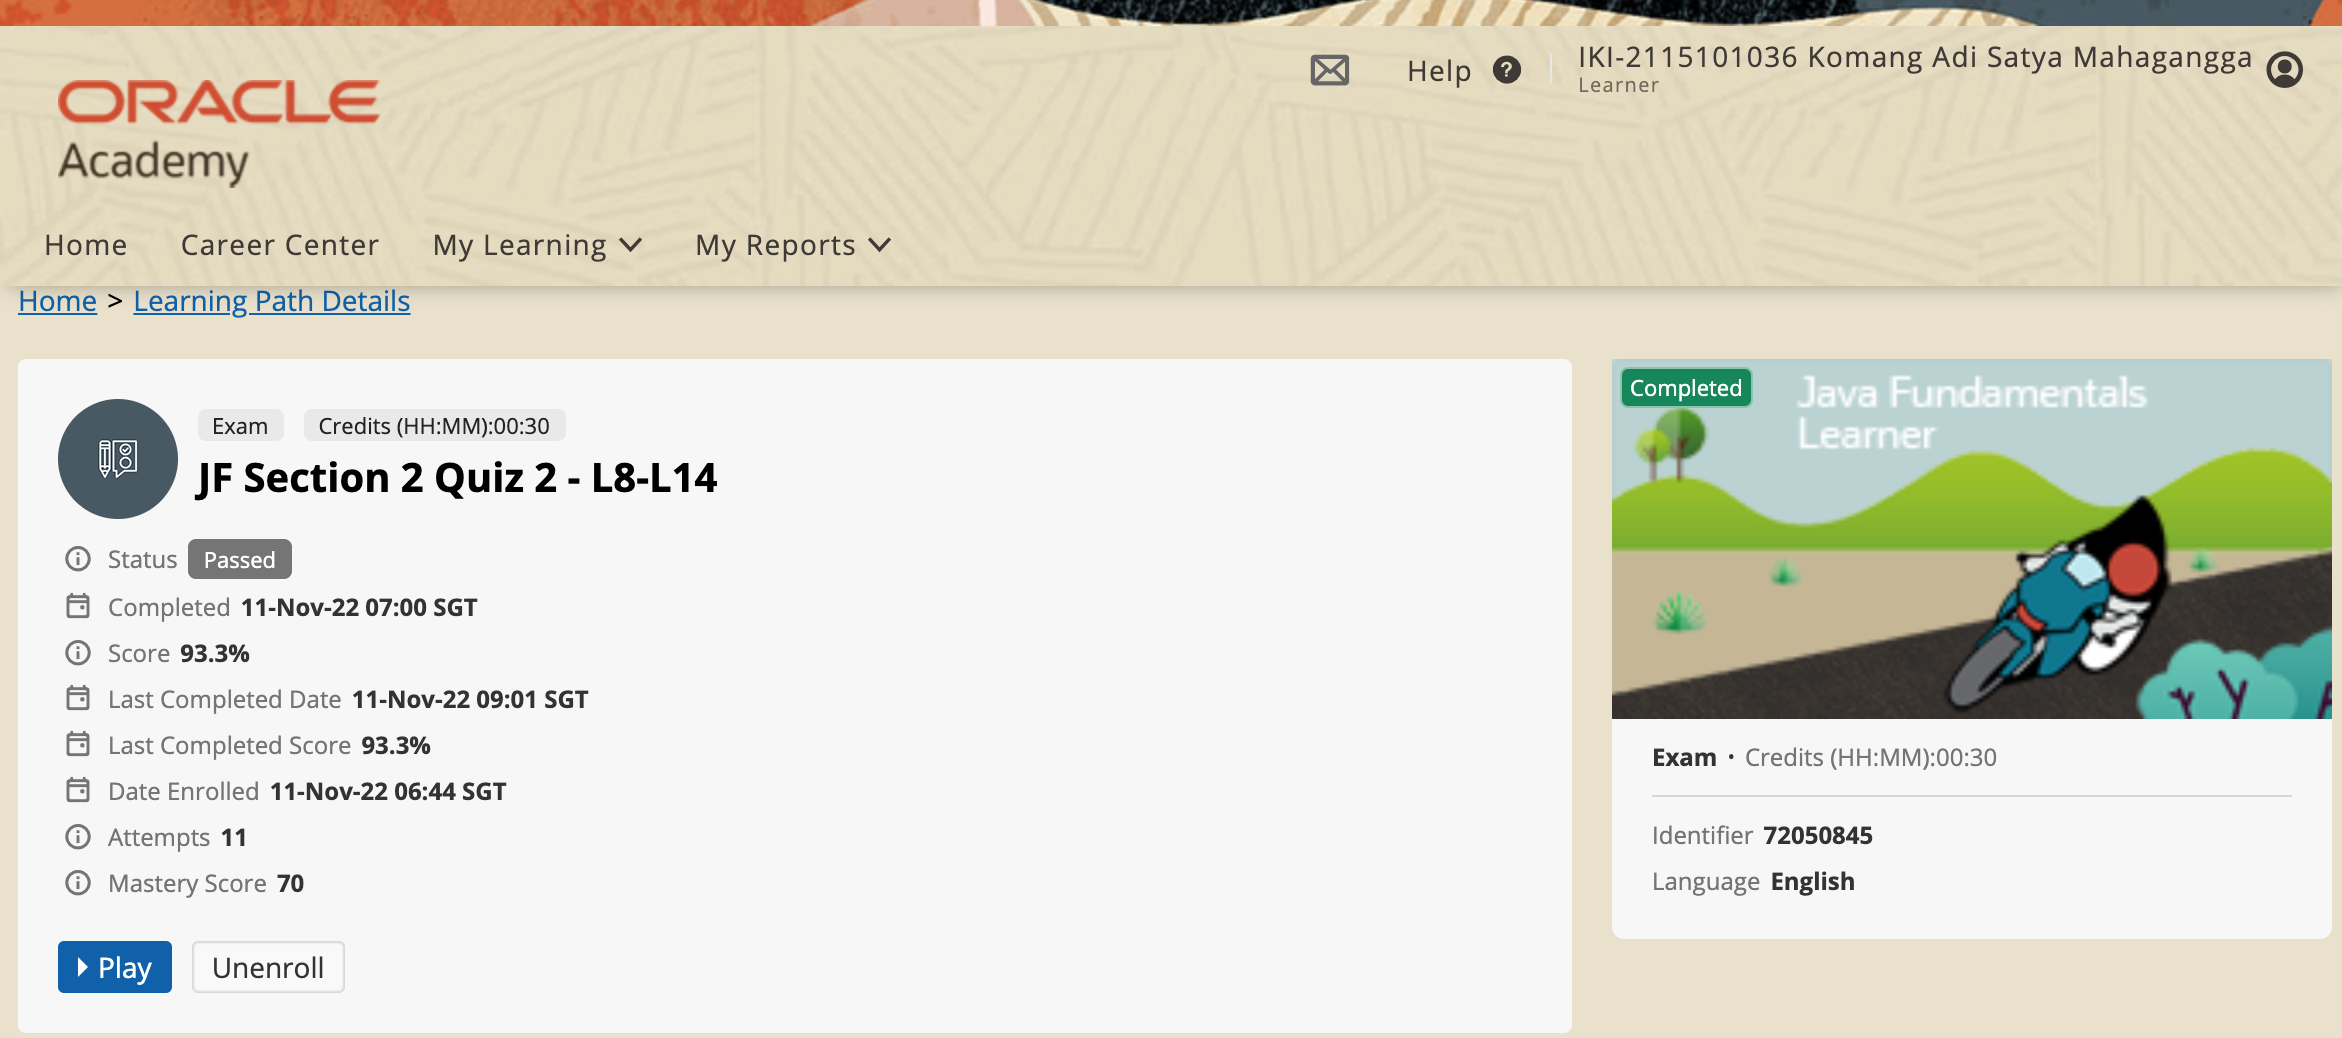 ORACLE
Academy
Help ?
IKI-2115101036 Komang Adi Satya Mahagangga
Learner
Home Career Center My Learning My Reports
Home > Learning Path Details
Exam Credits (HH:MM):00:30
JF Section 2 Quiz 2 - L8-L14
Status Passed
Completed 11-Nov-22 07:00 SGT
Score 93.3%
Last Completed Date 11-Nov-22 09:01 SGT
Last Completed Score 93.3%
Date Enrolled 11-Nov-22 06:44 SGT
Attempts 11
Mastery Score 70
Play Unenroll
Completed
Java Fundamentals
Learner
Exam · Credits (HH:MM):00:30
Identifier 72050845
Language English